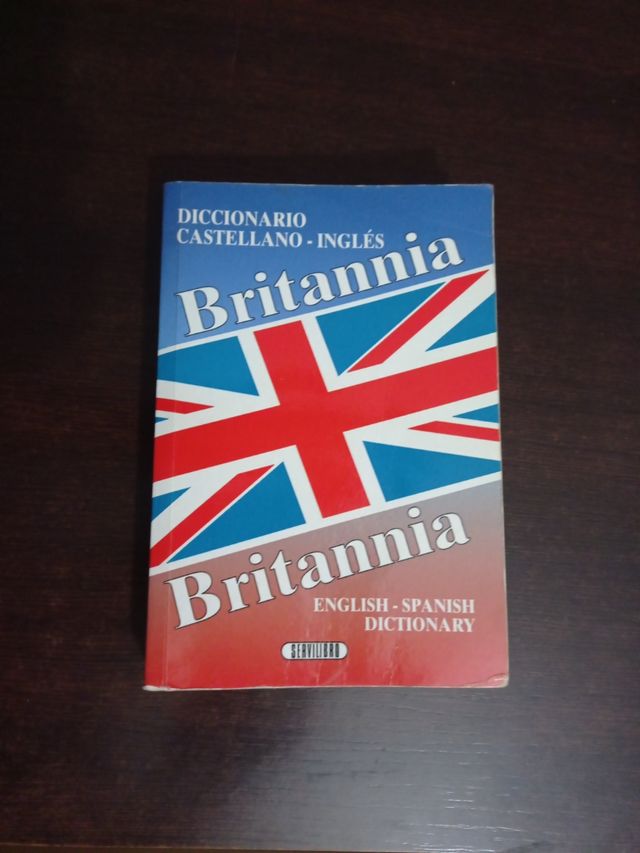 DICCIONARIO
CASTELLANO - INGLÉS
Britannia
Britannia
ENGLISH - SPANISH
DICTIONARY
SERVILIBRO